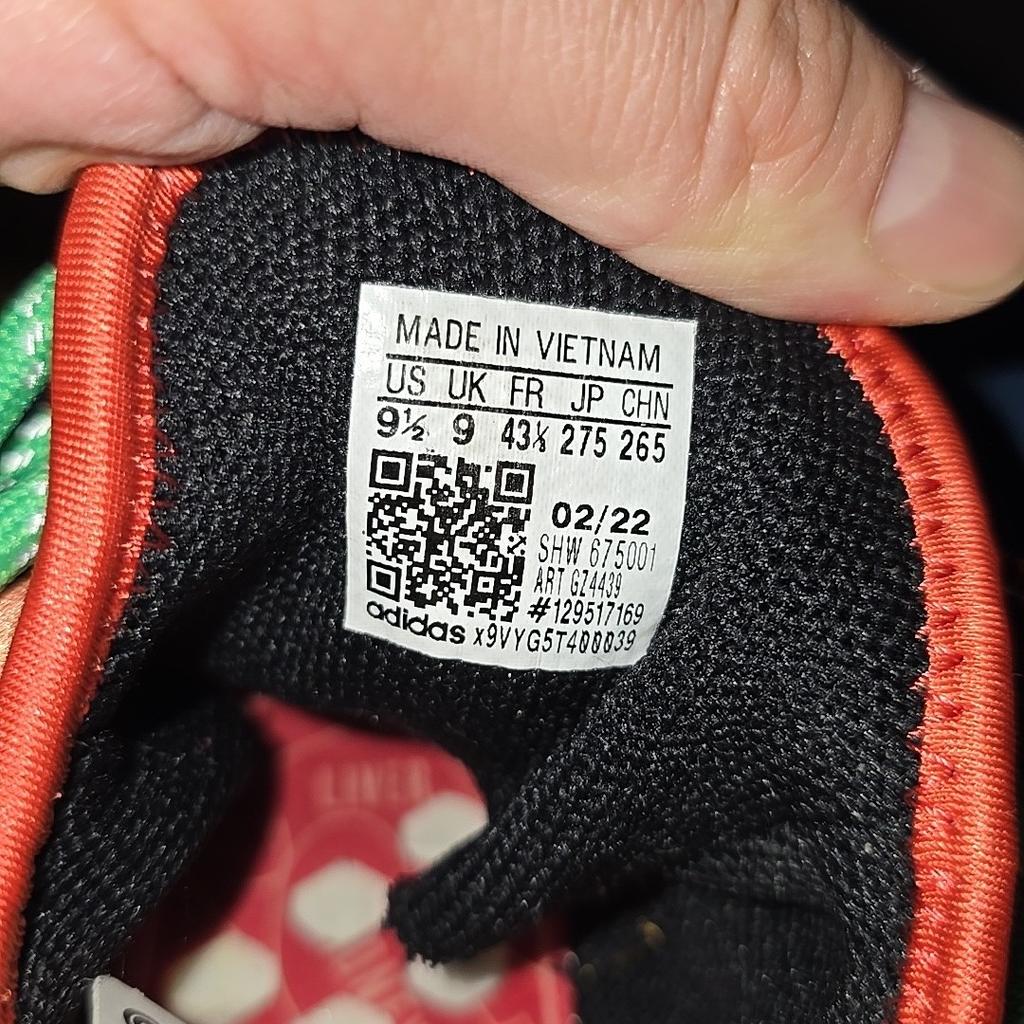 MADE IN VIETNAM
US UK FR JP CHN
9½ 9 43⅓ 275 265
02/22
SHW 675001
ART GZ4439
#129517169
adidas x9VYG5T400039